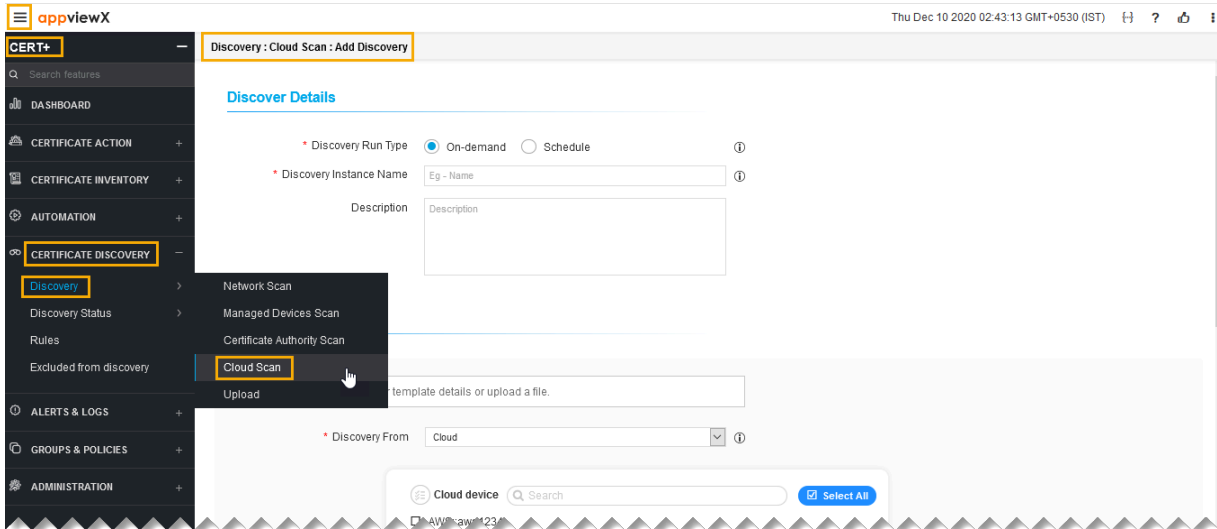 appviewX
Thu Dec 10 2020 02:43:13 GMT+0530 (IST)
CERT+
Discovery : Cloud Scan : Add Discovery
Search features
DASHBOARD
CERTIFICATE ACTION
CERTIFICATE INVENTORY
AUTOMATION
CERTIFICATE DISCOVERY
Discovery
Discovery Status
Rules
Excluded from discovery
ALERTS & LOGS
GROUPS & POLICIES
ADMINISTRATION
Network Scan
Managed Devices Scan
Certificate Authority Scan
Cloud Scan
Upload
Discover Details
* Discovery Run Type
On-demand
Schedule
* Discovery Instance Name
Eg - Name
Description
Description
template details or upload a file.
* Discovery From
Cloud
Cloud device
Search
Select All